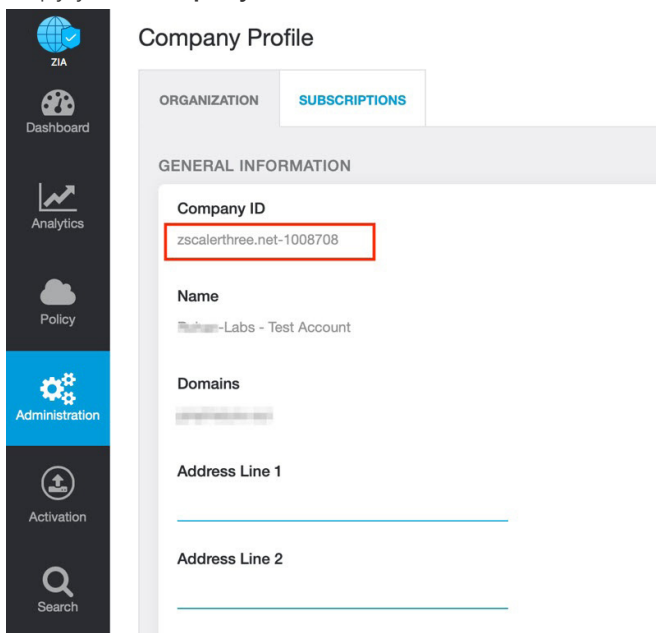 Company Profile
ZIA
Dashboard
Analytics
Policy
Administration
Activation
Search
ORGANIZATION
SUBSCRIPTIONS
GENERAL INFORMATION
Company ID
zscalerthree.net-1008708
Name
-Labs - Test Account
Domains
Address Line 1
Address Line 2